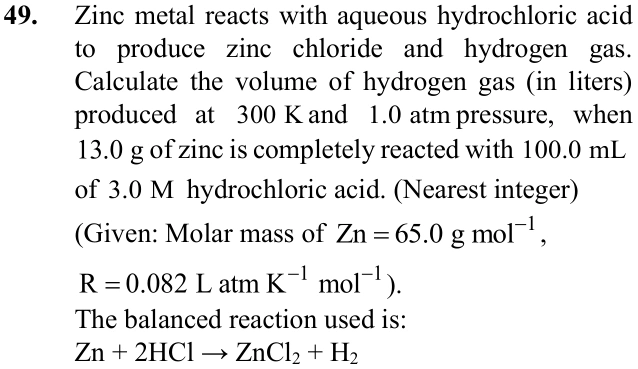 49. Zinc metal reacts with aqueous hydrochloric acid
to produce zinc chloride and hydrogen gas.
Calculate the volume of hydrogen gas (in liters)
produced at 300 K and 1.0 atm pressure, when
13.0 g of zinc is completely reacted with 100.0 mL
of 3.0 M hydrochloric acid. (Nearest integer)
(Given: Molar mass of Zn = 65.0 g mol⁻¹,
R = 0.082 L atm K⁻¹ mol⁻¹).
The balanced reaction used is:
Zn + 2HCl → ZnCl₂ + H₂